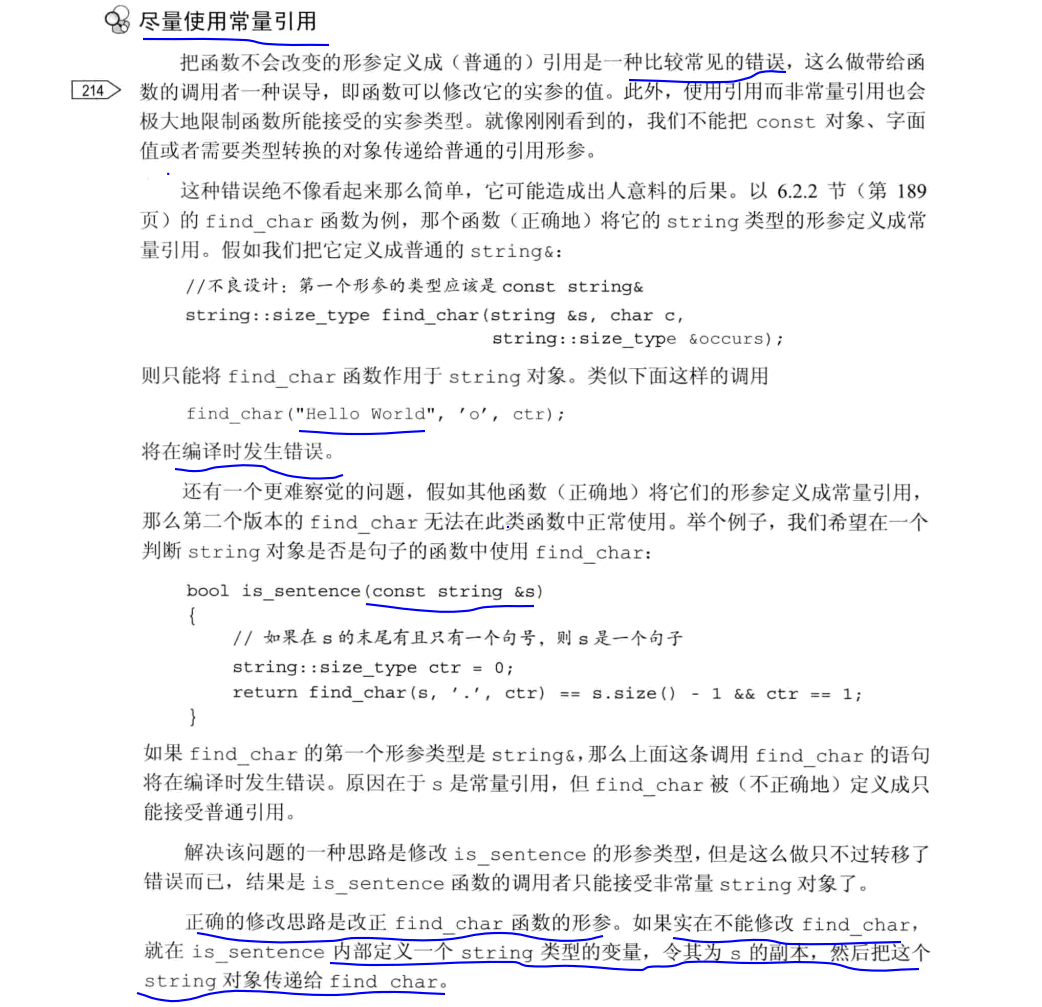 尽量使用常量引用
把函数不会改变的形参定义成（普通的）引用是一种比较常见的错误，这么做带给函
214
数的调用者一种误导，即函数可以修改它的实参的值。此外，使用引用而非常量引用也会
极大地限制函数所能接受的实参类型。就像刚刚看到的，我们不能把 const 对象、字面
值或者需要类型转换的对象传递给普通的引用形参。
这种错误绝不像看起来那么简单，它可能造成出人意料的后果。以 6.2.2 节（第 189
页）的 find_char 函数为例，那个函数（正确地）将它的 string 类型的形参定义成常
量引用。假如我们把它定义成普通的 string&：
//不良设计：第一个形参的类型应该是 const string&
string::size_type find_char(string &s, char c,
string::size_type &occurs);
则只能将 find_char 函数作用于 string 对象。类似下面这样的调用
find_char("Hello World", 'o', ctr);
将在编译时发生错误。
还有一个更难察觉的问题，假如其他函数（正确地）将它们的形参定义成常量引用，
那么第二个版本的 find_char 无法在此类函数中正常使用。举个例子，我们希望在一个
判断 string 对象是否是句子的函数中使用 find_char：
bool is_sentence(const string &s)
{
// 如果在 s 的末尾有且只有一个句号，则 s 是一个句子
string::size_type ctr = 0;
return find_char(s, '.', ctr) == s.size() - 1 && ctr == 1;
}
如果 find_char 的第一个形参类型是 string&，那么上面这条调用 find_char 的语句
将在编译时发生错误。原因在于 s 是常量引用，但 find_char 被（不正确地）定义成只
能接受普通引用。
解决该问题的一种思路是修改 is_sentence 的形参类型，但是这么做只不过转移了
错误而已，结果是 is_sentence 函数的调用者只能接受非常量 string 对象了。
正确的修改思路是改正 find_char 函数的形参。如果实在不能修改 find_char，
就在 is_sentence 内部定义一个 string 类型的变量，令其为 s 的副本，然后把这个
string 对象传递给 find_char。